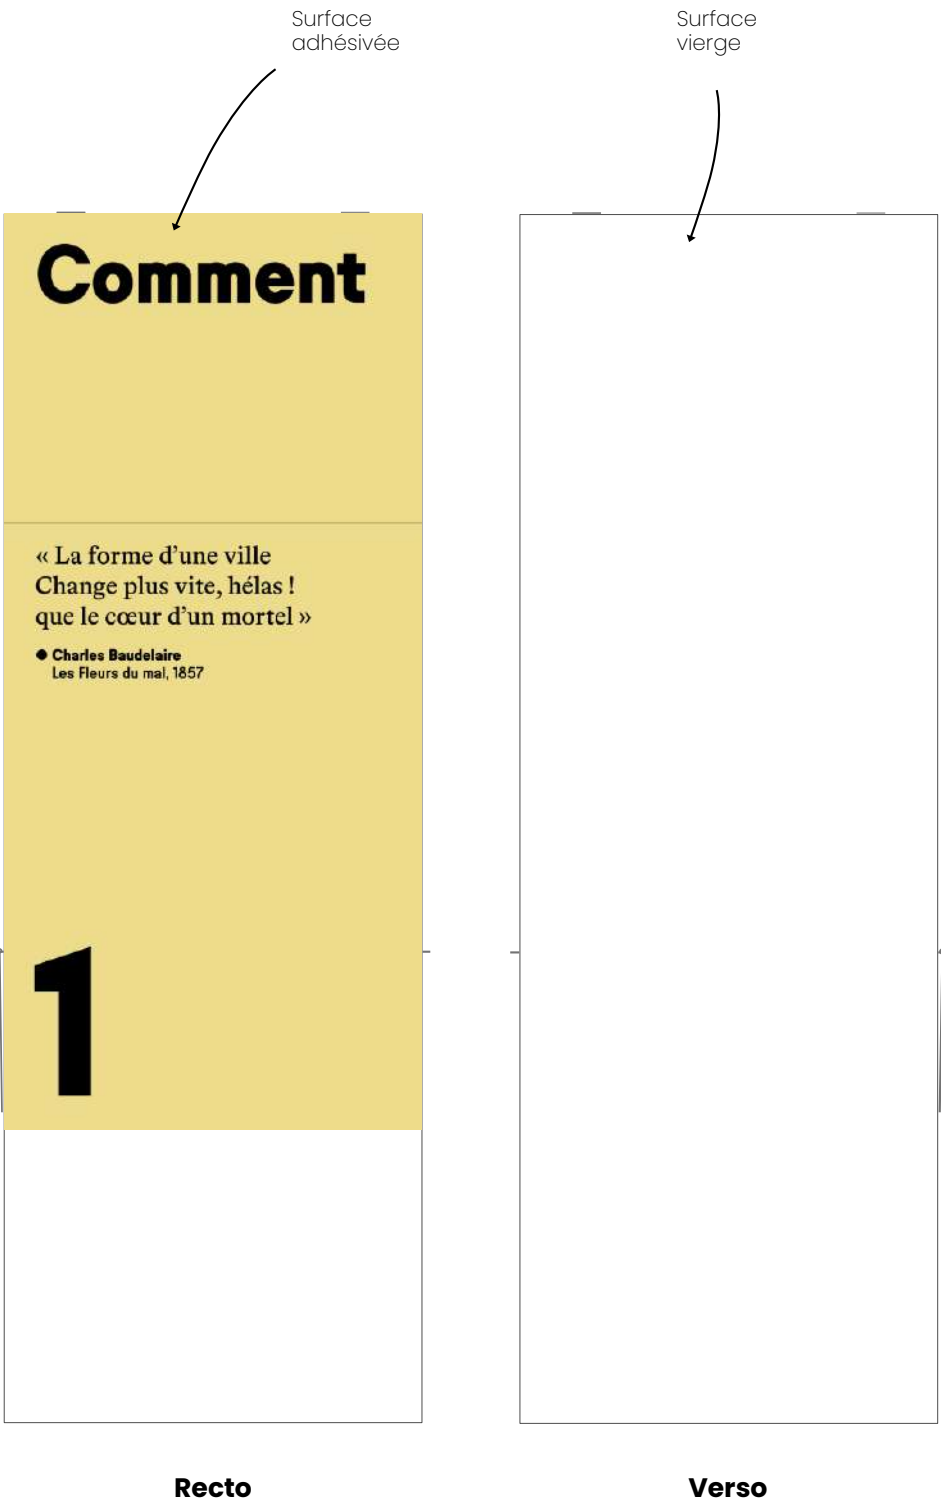 Surface
adhésivée
Surface
vierge
Comment
« La forme d’une ville
Change plus vite, hélas !
que le cœur d’un mortel »
● Charles Baudelaire
Les Fleurs du mal, 1857
1
Recto
Verso